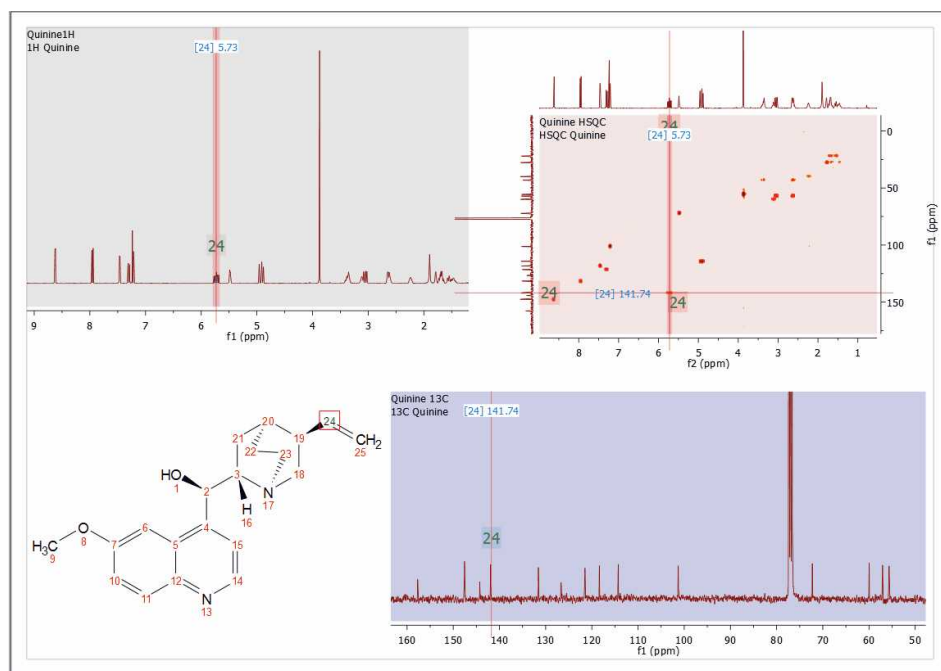 Quinine1H
1H Quinine
[24] 5.73
24
9 8 7 6 5 4 3 2
f1 (ppm)
Quinine HSQC
HSQC Quinine
24
[24] 5.73
24
[24] 141.74
24
0
50
100
150
f1 (ppm)
8 7 6 5 4 3 2 1
f2 (ppm)
Quinine 13C
13C Quinine
[24] 141.74
24
160 150 140 130 120 110 100 90 80 70 60 50
f1 (ppm)
20
24
21
19
CH2
22
23
25
HO
3
18
1
2
N
H
17
16
4
O
6
8
7
5
15
H3C
9
10
12
14
11
N
13